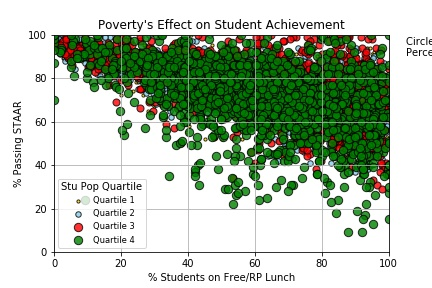 Poverty's Effect on Student Achievement
Circle
Perce
% Passing STAAR
100
80
60
40
20
0
Stu Pop Quartile
Quartile 1
Quartile 2
Quartile 3
Quartile 4
0 20 40 60 80 100
% Students on Free/RP Lunch